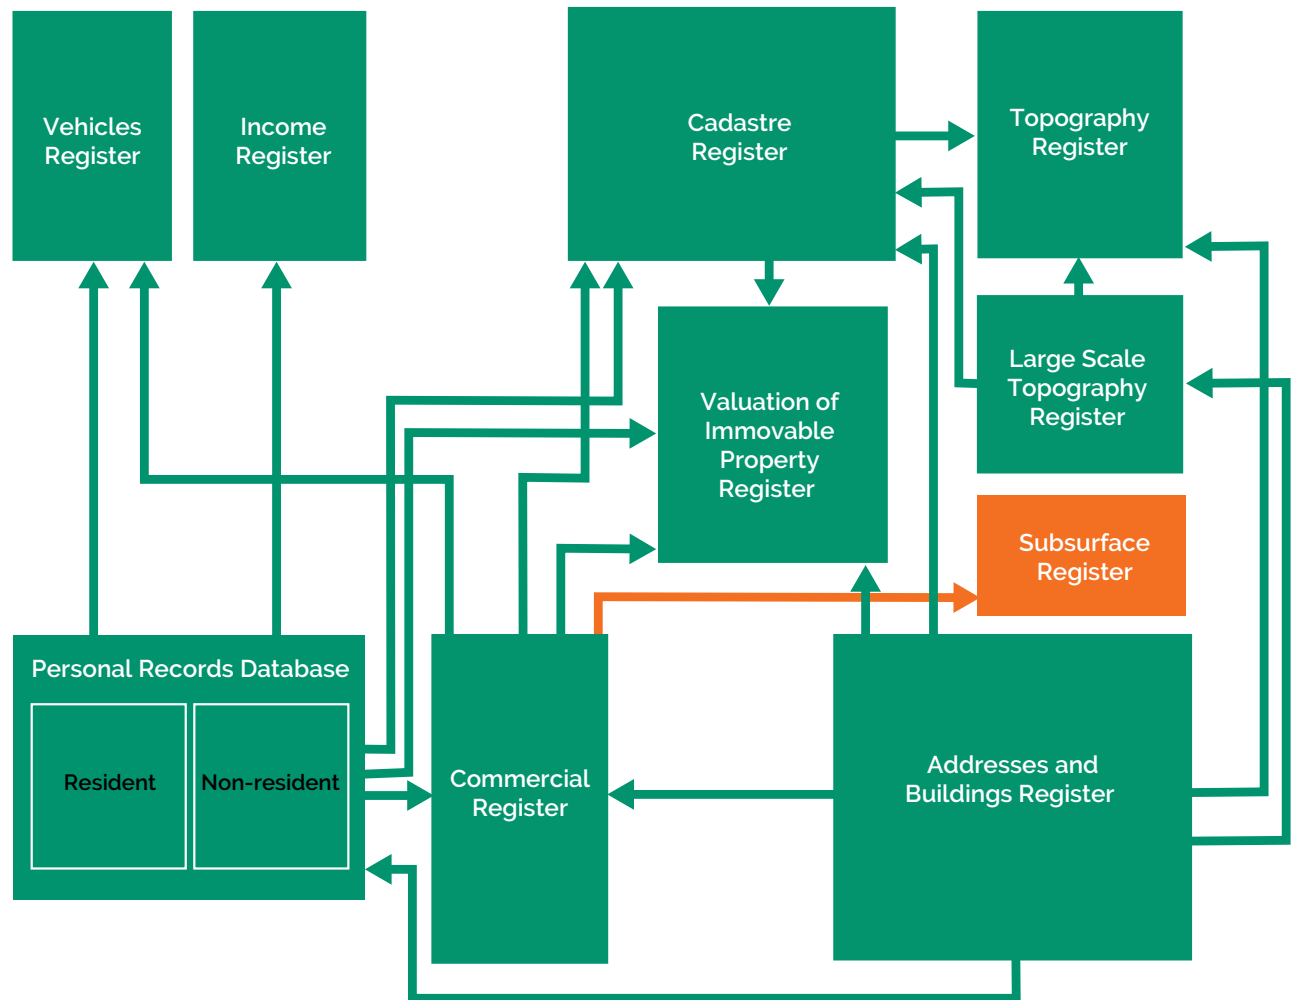 Vehicles
Register
Income
Register
Cadastre
Register
Topography
Register
Large Scale
Topography
Register
Valuation of
Immovable
Property
Register
Subsurface
Register
Personal Records Database
Resident
Non-resident
Commercial
Register
Addresses and
Buildings Register